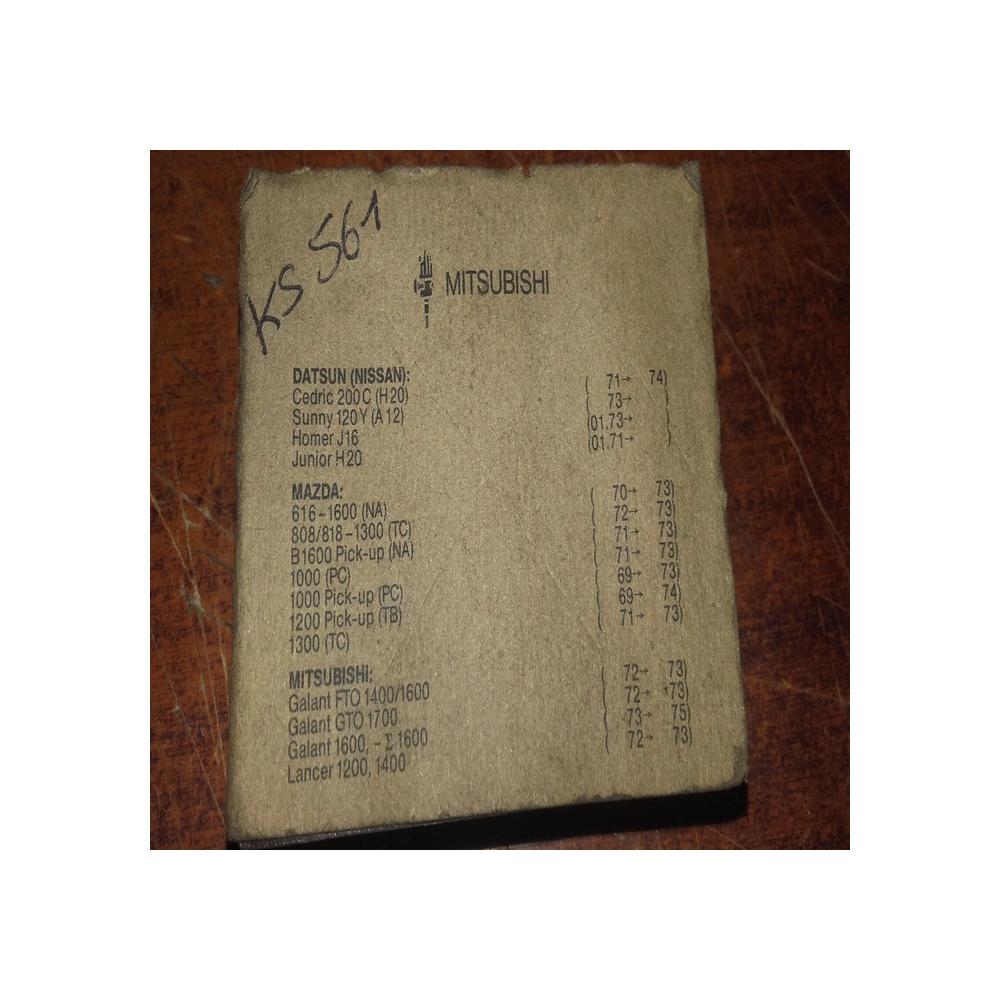 KS 561
MITSUBISHI
DATSUN (NISSAN):
Cedric 200C (H20) ( 71→ 74)
Sunny 120Y (A12) ( 73→ )
Homer J16 (01.73→ )
Junior H20 (01.71→ )
MAZDA:
616-1600 (NA) ( 70→ 73)
808/818-1300 (TC) ( 72→ 73)
B1600 Pick-up (NA) ( 71→ 73)
1000 (PC) ( 71→ 73)
1000 Pick-up (PC) ( 69→ 73)
1200 Pick-up (TB) ( 69→ 74)
1300 (TC) ( 71→ 73)
MITSUBISHI:
Galant FTO 1400/1600 ( 72→ 73)
Galant GTO 1700 ( 72→ 73)
Galant 1600, -Σ 1600 ( 73→ 75)
Lancer 1200, 1400 ( 72→ 73)